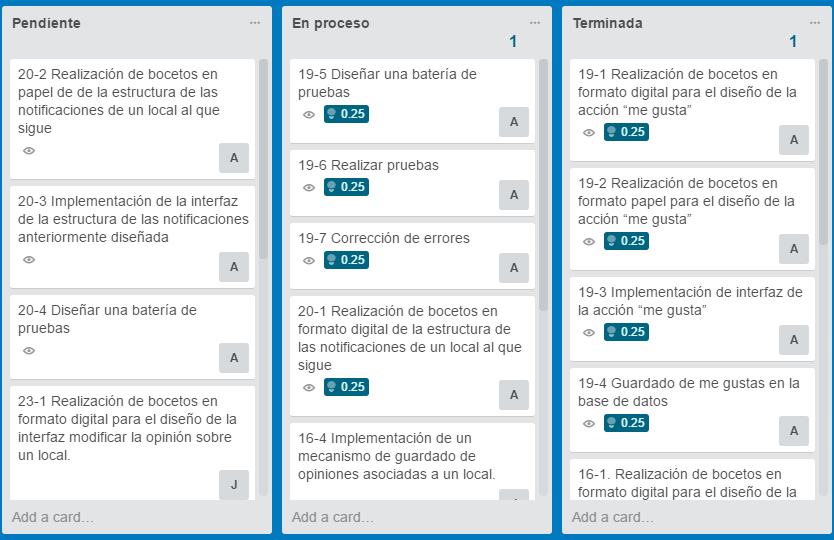 Pendiente
20-2 Realización de bocetos en
papel de de la estructura de las
notificaciones de un local al que
sigue
A
20-3 Implementación de la interfaz
de la estructura de las notificaciones
anteriormente diseñada
A
20-4 Diseñar una batería de
pruebas
A
23-1 Realización de bocetos en
formato digital para el diseño de la
interfaz modificar la opinión sobre
un local.
J
Add a card…
En proceso
1
19-5 Diseñar una batería de
pruebas
0.25
A
19-6 Realizar pruebas
0.25
A
19-7 Corrección de errores
0.25
A
20-1 Realización de bocetos en
formato digital de la estructura de
las notificaciones de un local al que
sigue
0.25
A
16-4 Implementación de un
mecanismo de guardado de
opiniones asociadas a un local.
Add a card…
Terminada
1
19-1 Realización de bocetos en
formato digital para el diseño de la
acción “me gusta”
0.25
A
19-2 Realización de bocetos en
formato papel para el diseño de la
acción “me gusta”
0.25
A
19-3 Implementación de interfaz de
la acción “me gusta”
0.25
A
19-4 Guardado de me gustas en la
base de datos
0.25
A
16-1. Realización de bocetos en
formato digital para el diseño de la
Add a card…